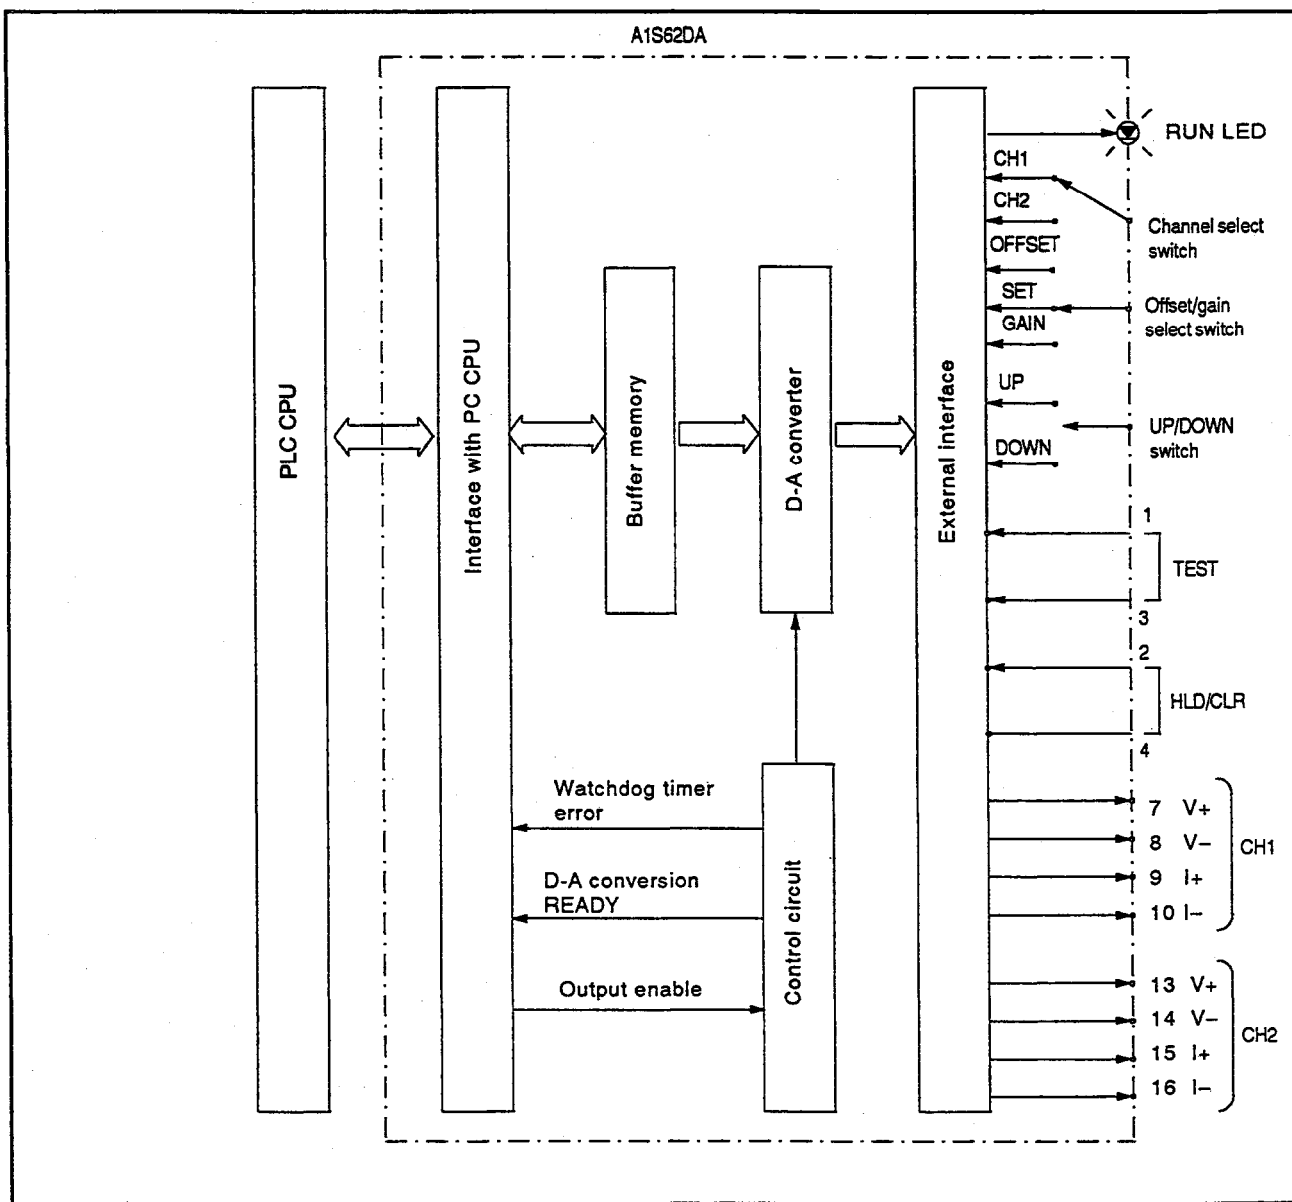 A1S62DA
RUN LED
CH1
CH2
Channel select
switch
OFFSET
SET
Offset/gain
select switch
GAIN
UP
UP/DOWN
switch
DOWN
PLC CPU
Interface with PC CPU
Buffer memory
D-A converter
External interface
1
TEST
3
2
HLD/CLR
4
Watchdog timer
error
D-A conversion
READY
Output enable
Control circuit
7 V+
8 V−
9 I+
10 I−
CH1
13 V+
14 V−
15 I+
16 I−
CH2